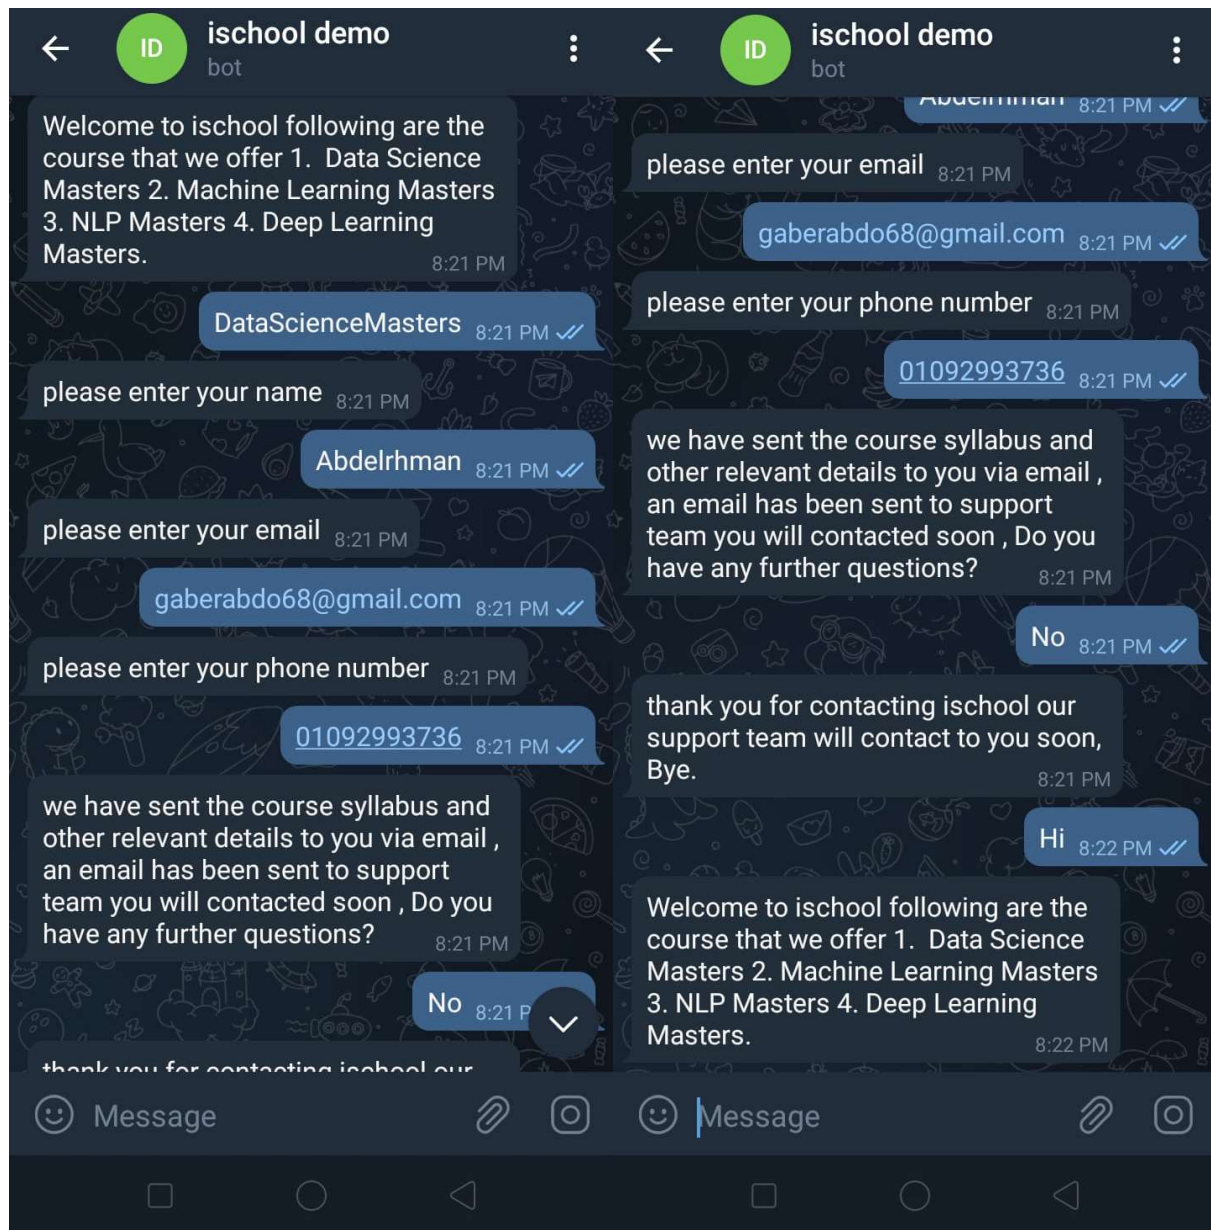 ID
ischool demo
bot
Welcome to ischool following are the
course that we offer 1.  Data Science
Masters 2. Machine Learning Masters
3. NLP Masters 4. Deep Learning
Masters.
8:21 PM
DataScienceMasters 8:21 PM
please enter your name 8:21 PM
Abdelrhman 8:21 PM
please enter your email 8:21 PM
gaberabdo68@gmail.com 8:21 PM
please enter your phone number 8:21 PM
01092993736 8:21 PM
we have sent the course syllabus and
other relevant details to you via email ,
an email has been sent to support
team you will contacted soon , Do you
have any further questions?
8:21 PM
No 8:21 P
thank you for contacting ischool our
Message
ID
ischool demo
bot
Abdelrhman 8:21 PM
please enter your email 8:21 PM
gaberabdo68@gmail.com 8:21 PM
please enter your phone number 8:21 PM
01092993736 8:21 PM
we have sent the course syllabus and
other relevant details to you via email ,
an email has been sent to support
team you will contacted soon , Do you
have any further questions?
8:21 PM
No 8:21 PM
thank you for contacting ischool our
support team will contact to you soon,
Bye.
8:21 PM
Hi 8:22 PM
Welcome to ischool following are the
course that we offer 1.  Data Science
Masters 2. Machine Learning Masters
3. NLP Masters 4. Deep Learning
Masters.
8:22 PM
Message